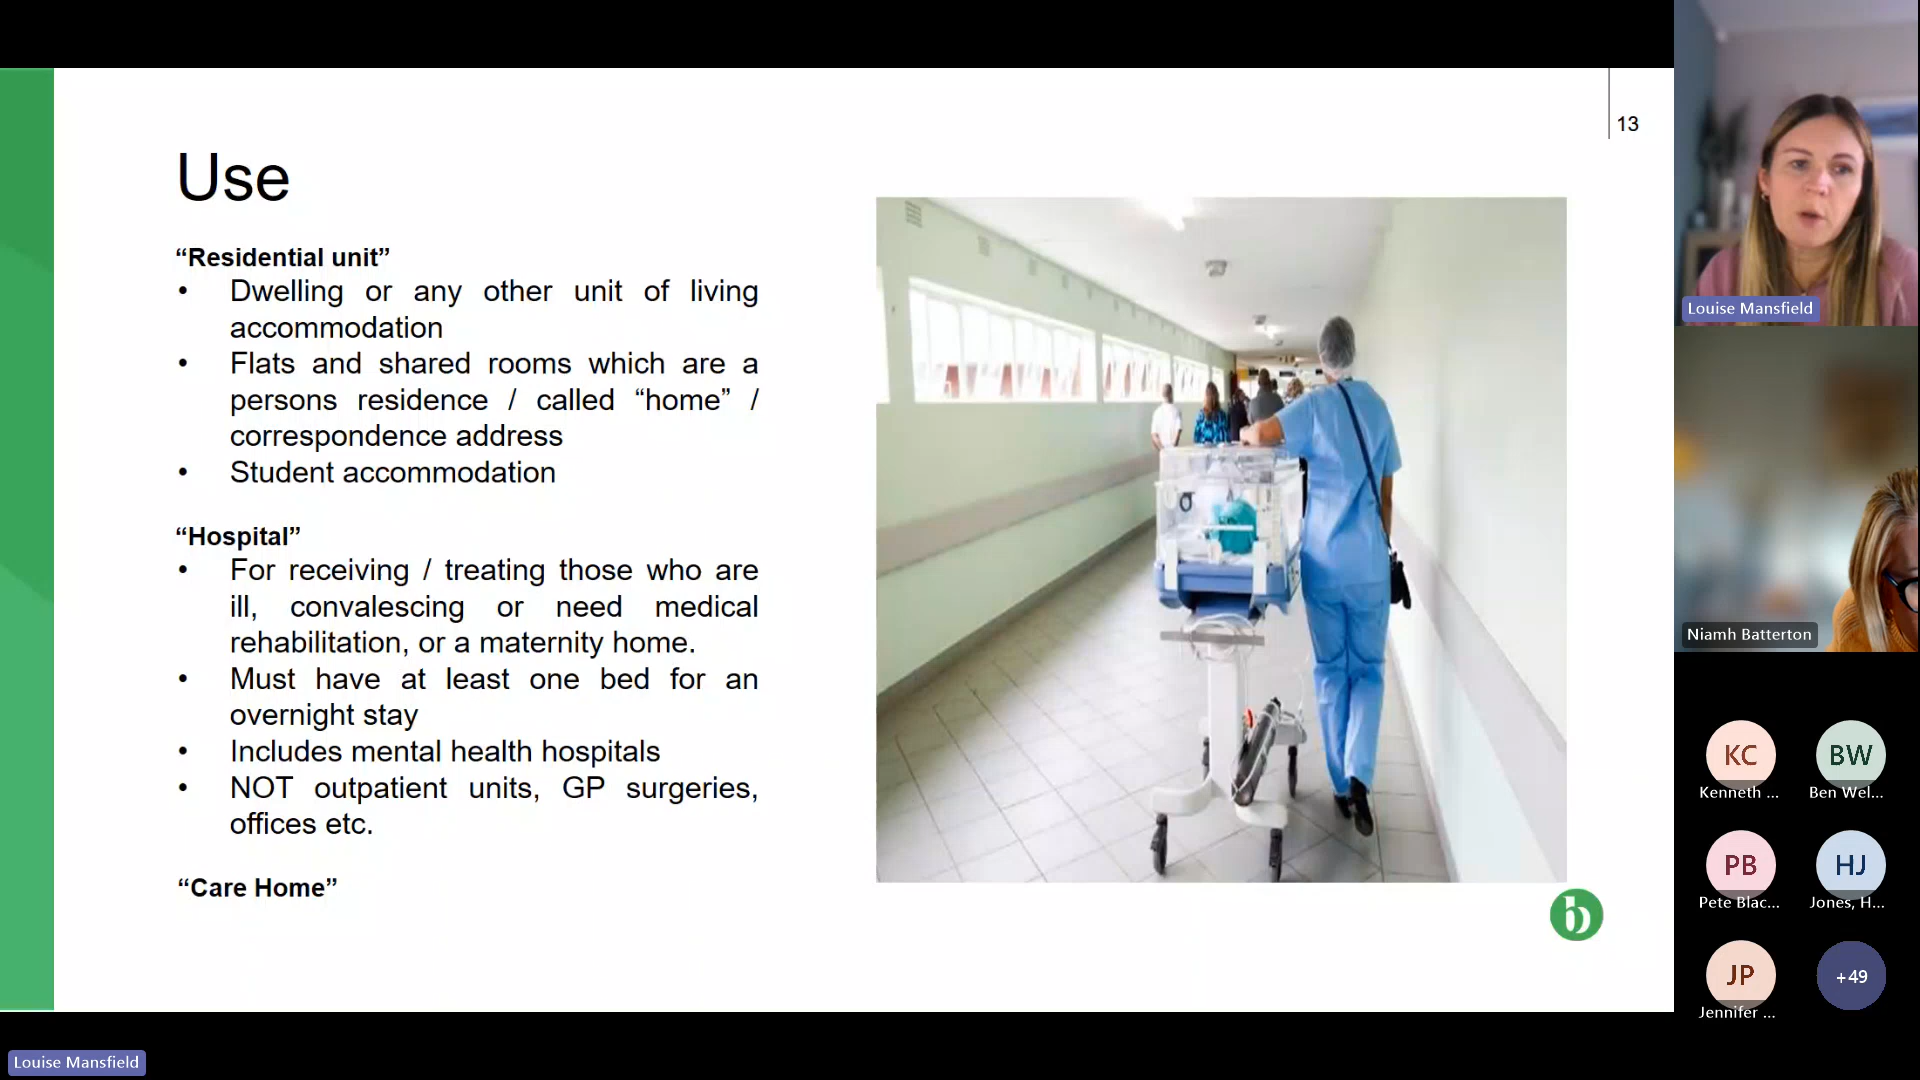 13
Use
“Residential unit”
• Dwelling or any other unit of living
accommodation
• Flats and shared rooms which are a
persons residence / called “home” /
correspondence address
• Student accommodation
“Hospital”
• For receiving / treating those who are
ill, convalescing or need medical
rehabilitation, or a maternity home.
• Must have at least one bed for an
overnight stay
• Includes mental health hospitals
• NOT outpatient units, GP surgeries,
offices etc.
“Care Home”
b
Louise Mansfield
Niamh Batterton
KC
Kenneth ...
BW
Ben Wel...
PB
Pete Blac...
HJ
Jones, H...
JP
Jennifer ...
+49
Louise Mansfield